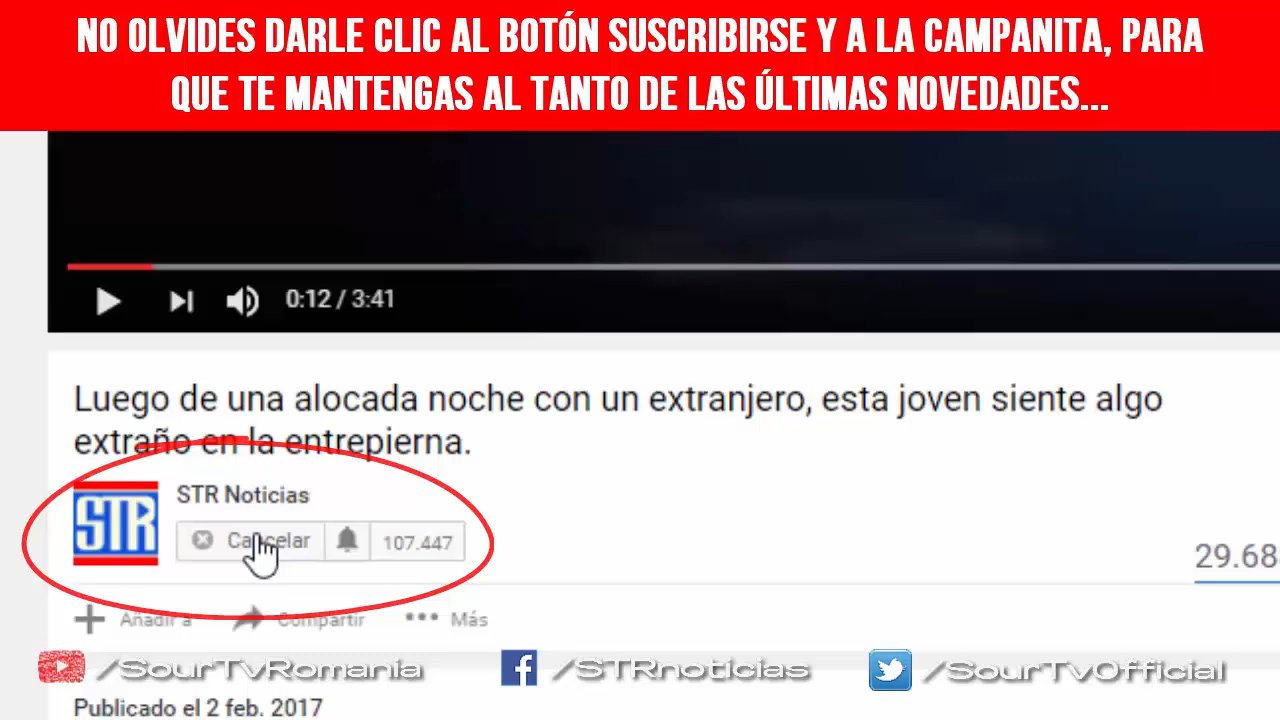 NO OLVIDES DARLE CLIC AL BOTÓN SUSCRIBIRSE Y A LA CAMPANITA, PARA
QUE TE MANTENGAS AL TANTO DE LAS ÚLTIMAS NOVEDADES...
0:12 / 3:41
Luego de una alocada noche con un extranjero, esta joven siente algo
extraño en la entrepierna.
STR
STR Noticias
Cancelar 107.447
29.68
Añadir a Compartir Más
/SourTvRomania /STRnoticias /SourTvOfficial
Publicado el 2 feb. 2017